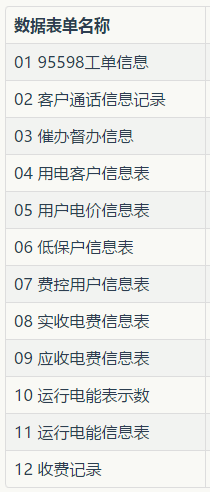 数据表单名称
01 95598工单信息
02 客户通话信息记录
03 催办督办信息
04 用电客户信息表
05 用户电价信息表
06 低保户信息表
07 费控用户信息表
08 实收电费信息表
09 应收电费信息表
10 运行电能表示数
11 运行电能信息表
12 收费记录